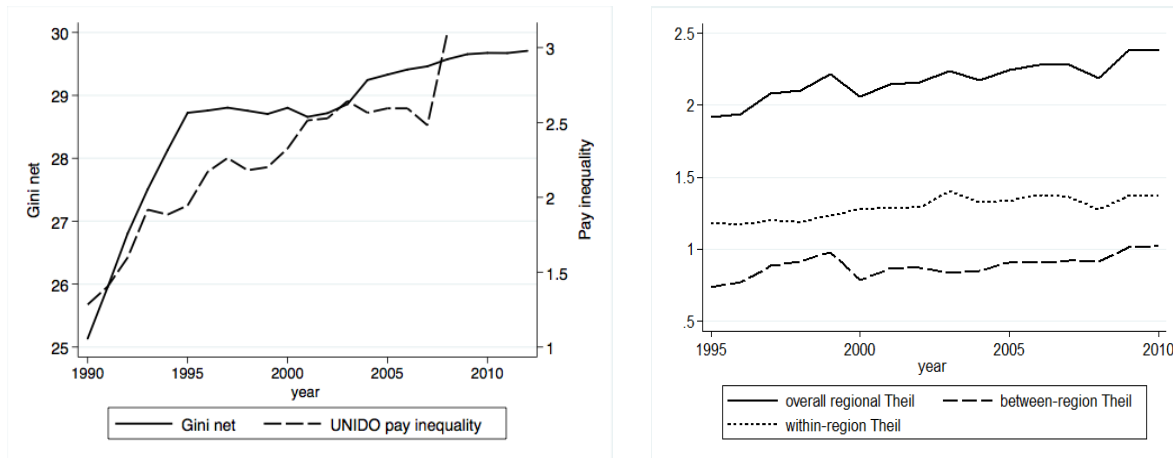 30
29
28
27
26
25
Gini net
3
2.5
2
1.5
1
Pay inequality
1990 1995 2000 2005 2010
year
Gini net UNIDO pay inequality
2.5
2
1.5
1
.5
1995 2000 2005 2010
year
overall regional Theil between-region Theil
within-region Theil